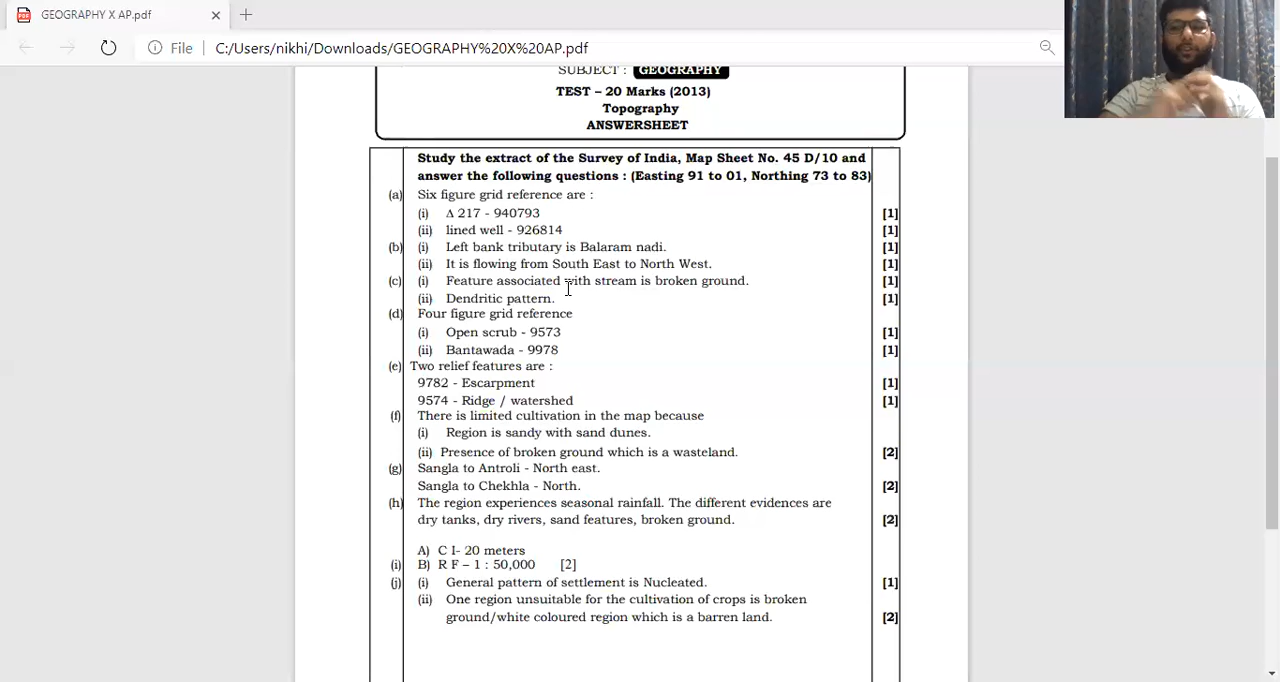 GEOGRAPHY X AP.pdf
File C:/Users/nikhi/Downloads/GEOGRAPHY%20X%20AP.pdf
SUBJECT : GEOGRAPHY
TEST – 20 Marks (2013)
Topography
ANSWERSHEET
Study the extract of the Survey of India, Map Sheet No. 45 D/10 and
answer the following questions : (Easting 91 to 01, Northing 73 to 83)
(a) Six figure grid reference are :
(i) Δ 217 - 940793 [1]
(ii) lined well - 926814 [1]
(b) (i) Left bank tributary is Balaram nadi. [1]
(ii) It is flowing from South East to North West. [1]
(c) (i) Feature associated with stream is broken ground. [1]
(ii) Dendritic pattern. [1]
(d) Four figure grid reference
(i) Open scrub - 9573 [1]
(ii) Bantawada - 9978 [1]
(e) Two relief features are :
9782 - Escarpment [1]
9574 - Ridge / watershed [1]
(f) There is limited cultivation in the map because
(i) Region is sandy with sand dunes.
(ii) Presence of broken ground which is a wasteland. [2]
(g) Sangla to Antroli - North east.
Sangla to Chekhla - North. [2]
(h) The region experiences seasonal rainfall. The different evidences are
dry tanks, dry rivers, sand features, broken ground. [2]
A) C I- 20 meters
(i) B) R F – 1 : 50,000 [2]
(j) (i) General pattern of settlement is Nucleated. [1]
(ii) One region unsuitable for the cultivation of crops is broken
ground/white coloured region which is a barren land. [2]